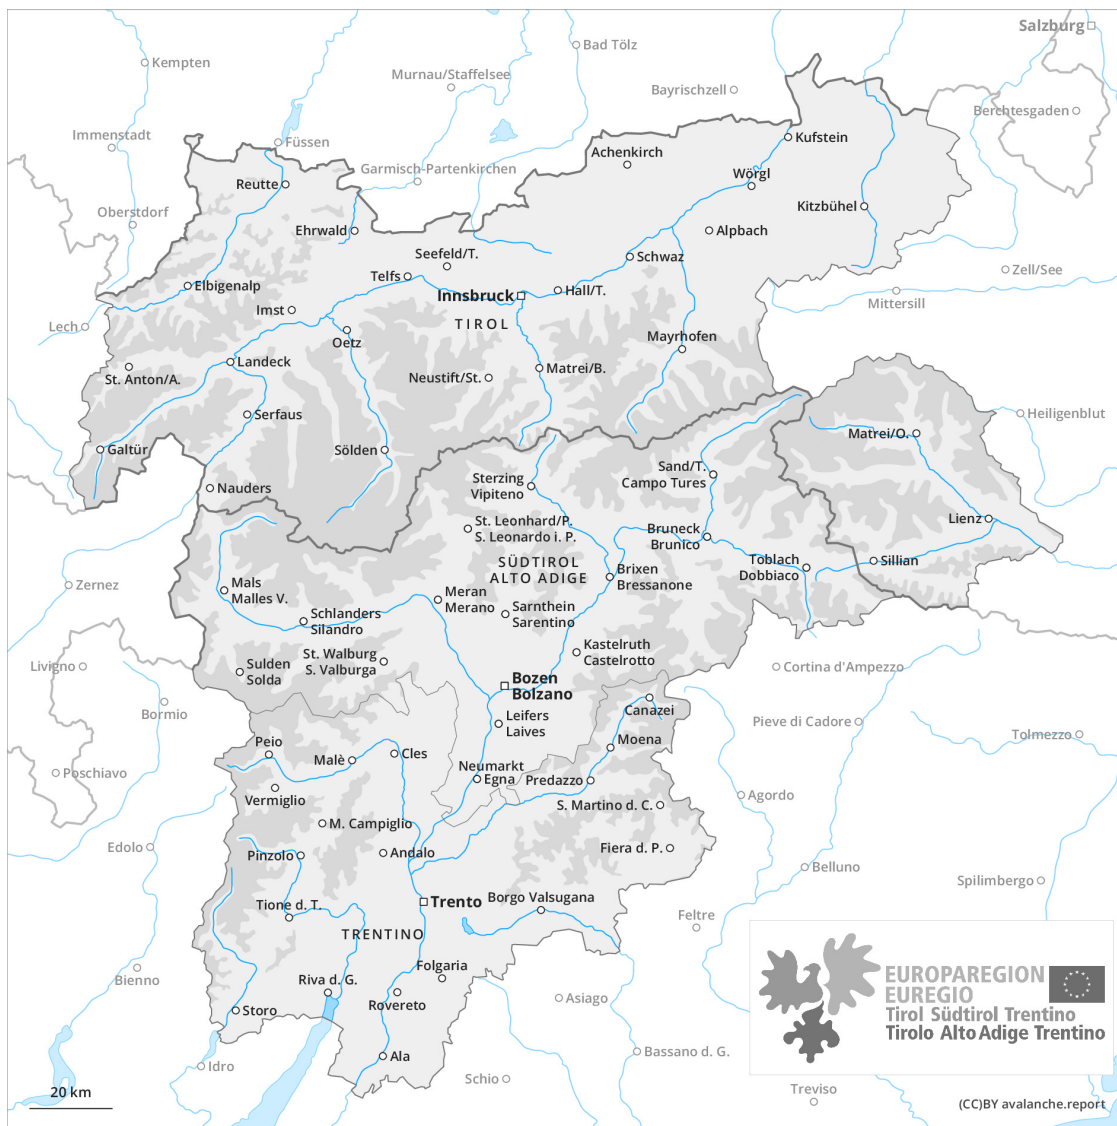 Salzburg
Bad Tölz
Kempten
Murnau/Staffelsee
Bayrischzell
Berchtesgaden
Immenstadt
Füssen
Kufstein
Achenkirch
Garmisch-Partenkirchen
Wörgl
Reutte
Kitzbühel
Oberstdorf
Ehrwald
Alpbach
Seefeld/T.
Schwaz
Zell/See
Telfs
Elbigenalp
Hall/T.
Innsbruck
Mittersill
Imst
TIROL
Lech
Oetz
Mayrhofen
Landeck
Matrei/B.
St. Anton/A.
Neustift/St.
Serfaus
Heiligenblut
Matrei/O.
Galtür
Sölden
Sand/T.
Campo Tures
Sterzing
Vipiteno
Nauders
Lienz
St. Leonhard/P.
S. Leonardo i. P.
Bruneck
Brunico
SÜDTIROL
ALTO ADIGE
Toblach
Dobbiaco
Sillian
Brixen
Bressanone
Zernez
Mals
Malles V.
Meran
Merano
Schlanders
Silandro
Sarnthein
Sarentino
Kastelruth
Castelrotto
St. Walburg
S. Valburga
Livigno
Sulden
Solda
Cortina d'Ampezzo
Bozen
Bolzano
Bormio
Canazei
Leifers
Laives
Pieve di Cadore
Tolmezzo
Peio
Moena
Malè
Cles
Poschiavo
Neumarkt
Egna
Predazzo
Vermiglio
Agordo
S. Martino d. C.
M. Campiglio
Edolo
Pinzolo
Andalo
Fiera d. P.
Belluno
Spilimbergo
Tione d. T.
Trento
Borgo Valsugana
Feltre
TRENTINO
Bienno
Folgaria
Riva d. G.
Rovereto
Asiago
Storo
EUROPAREGION
EUREGIO
Tirol Südtirol Trentino
Tirolo Alto Adige Trentino
Idro
Ala
Bassano d. G.
Schio
Treviso
20 km
(CC)BY avalanche.report